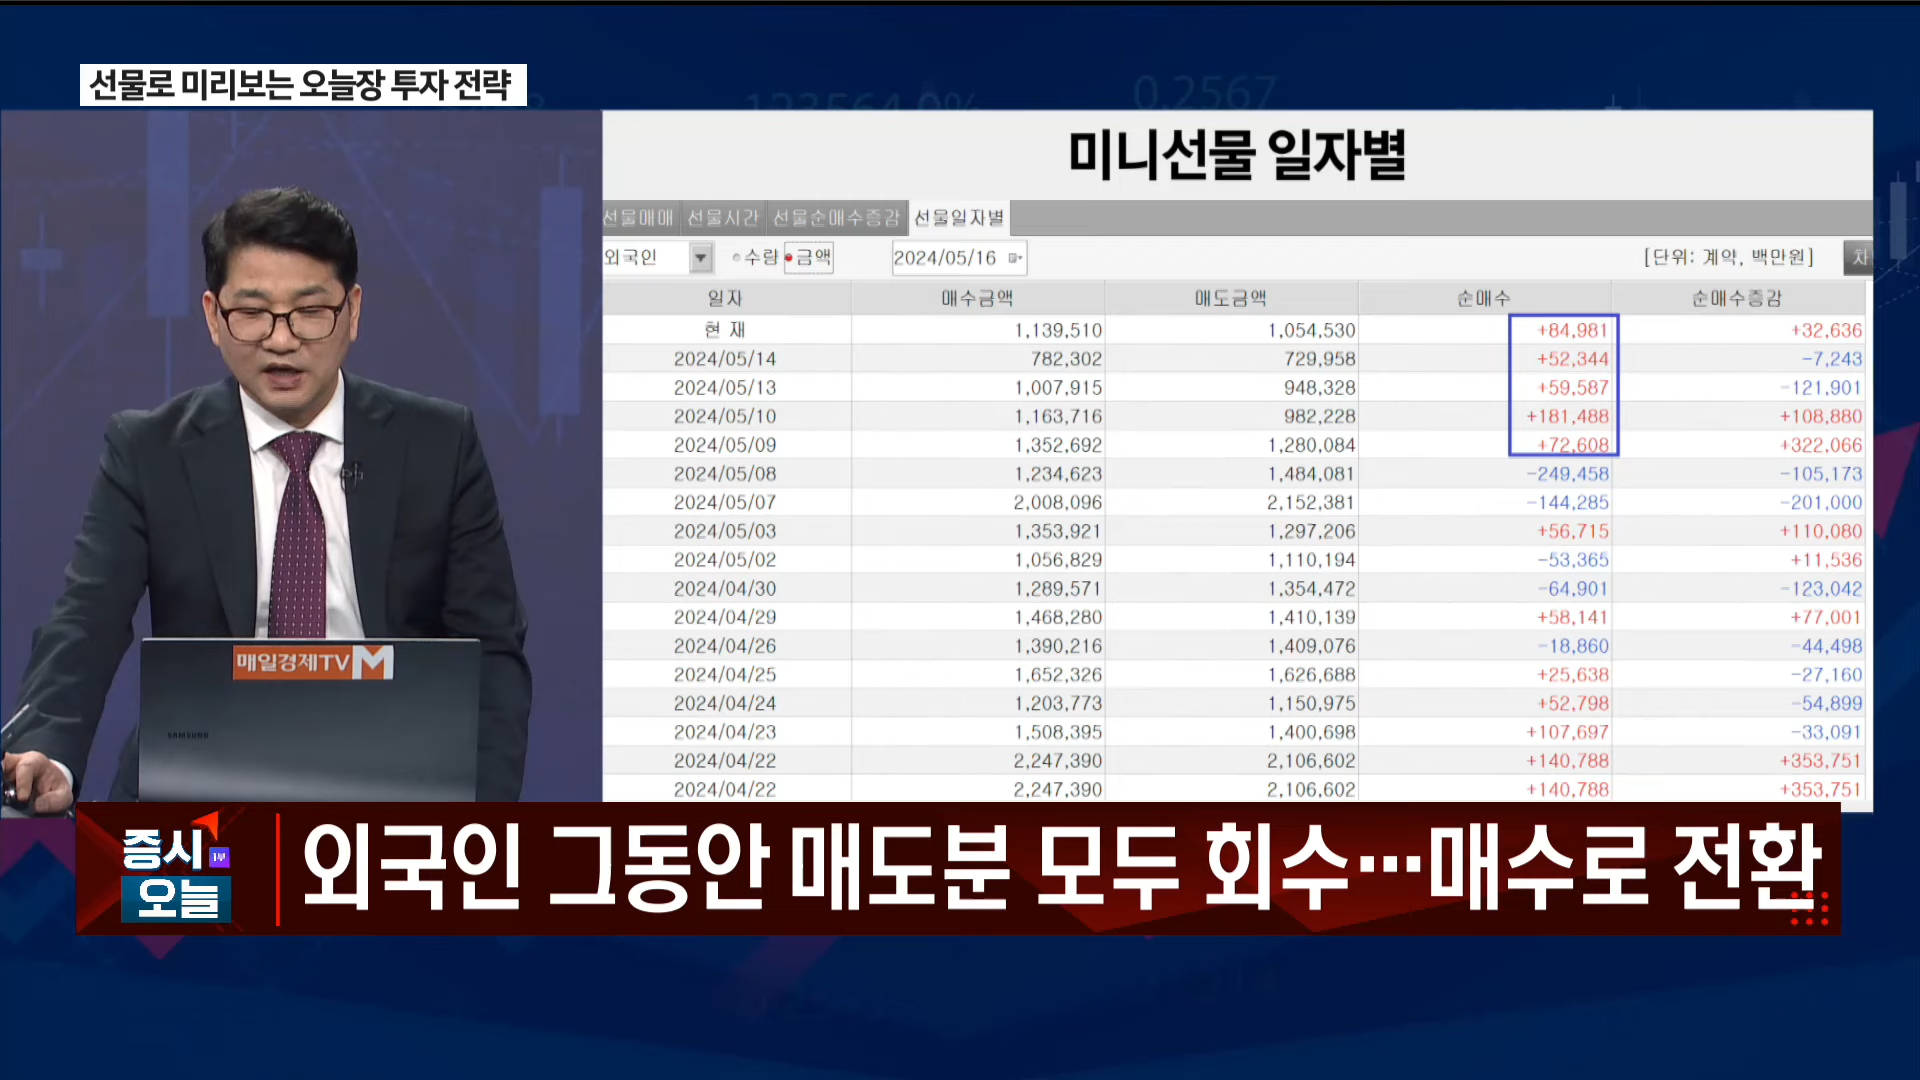 선물로 미리보는 오늘장 투자 전략
미니선물 일자별
선물매매 선물시간 선물순매수증감 선물일자별
외국인 수량 금액 2024/05/16 [단위: 계약, 백만원] 차
일자 매수금액 매도금액 순매수 순매수증감
현 재 1,139,510 1,054,530 +84,981 +32,636
2024/05/14 782,302 729,958 +52,344 -7,243
2024/05/13 1,007,915 948,328 +59,587 -121,901
2024/05/10 1,163,716 982,228 +181,488 +108,880
2024/05/09 1,352,692 1,280,084 +72,608 +322,066
2024/05/08 1,234,623 1,484,081 -249,458 -105,173
2024/05/07 2,008,096 2,152,381 -144,285 -201,000
2024/05/03 1,353,921 1,297,206 +56,715 +110,080
2024/05/02 1,056,829 1,110,194 -53,365 +11,536
2024/04/30 1,289,571 1,354,472 -64,901 -123,042
2024/04/29 1,468,280 1,410,139 +58,141 +77,001
2024/04/26 1,390,216 1,409,076 -18,860 -44,498
2024/04/25 1,652,326 1,626,688 +25,638 -27,160
2024/04/24 1,203,773 1,150,975 +52,798 -54,899
2024/04/23 1,508,395 1,400,698 +107,697 -33,091
2024/04/22 2,247,390 2,106,602 +140,788 +353,751
2024/04/22 2,247,390 2,106,602 +140,788 +353,751
매일경제TV M
SAMSUNG
증시 1부
오늘
외국인 그동안 매도분 모두 회수…매수로 전환